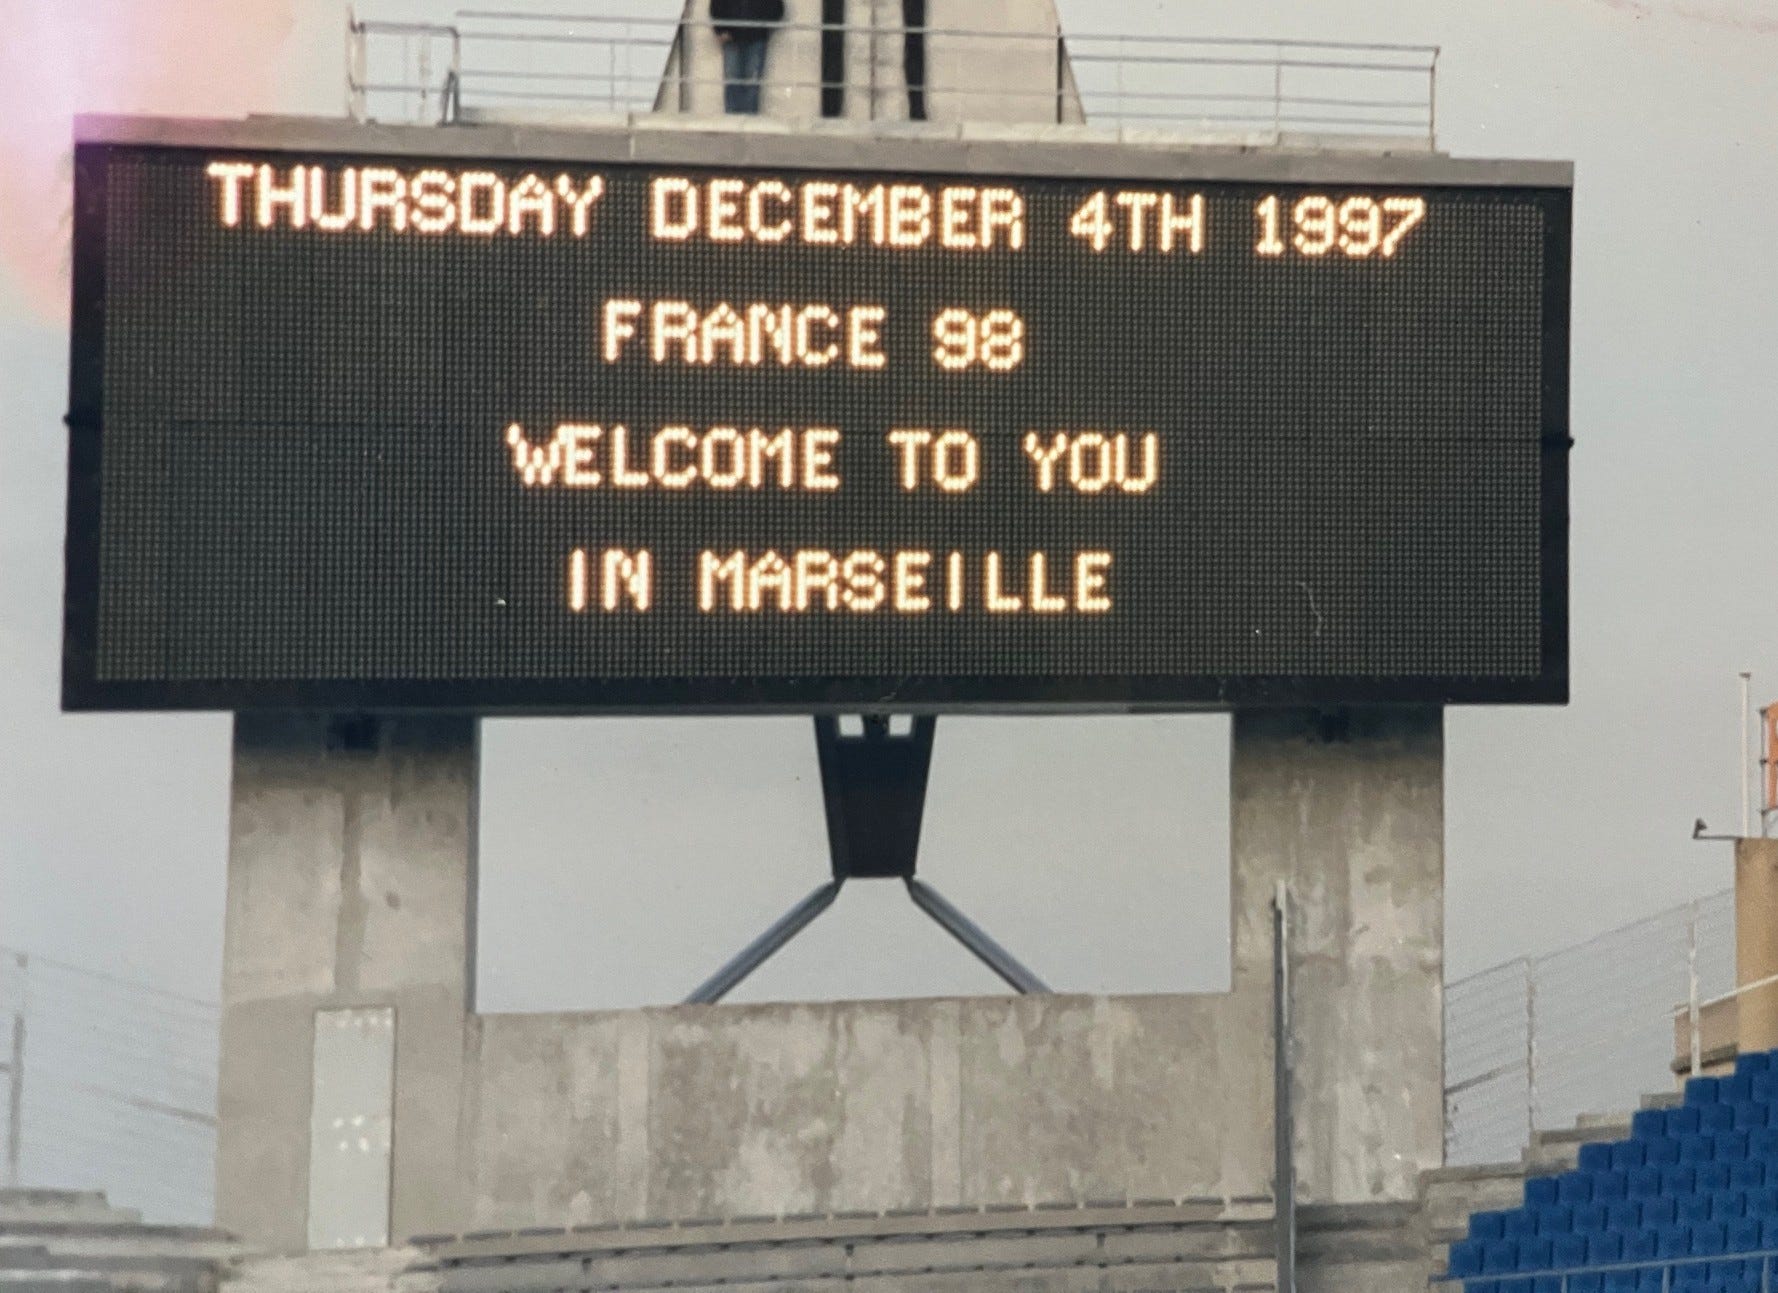 THURSDAY DECEMBER 4TH 1997
FRANCE 98
WELCOME TO YOU
IN MARSEILLE